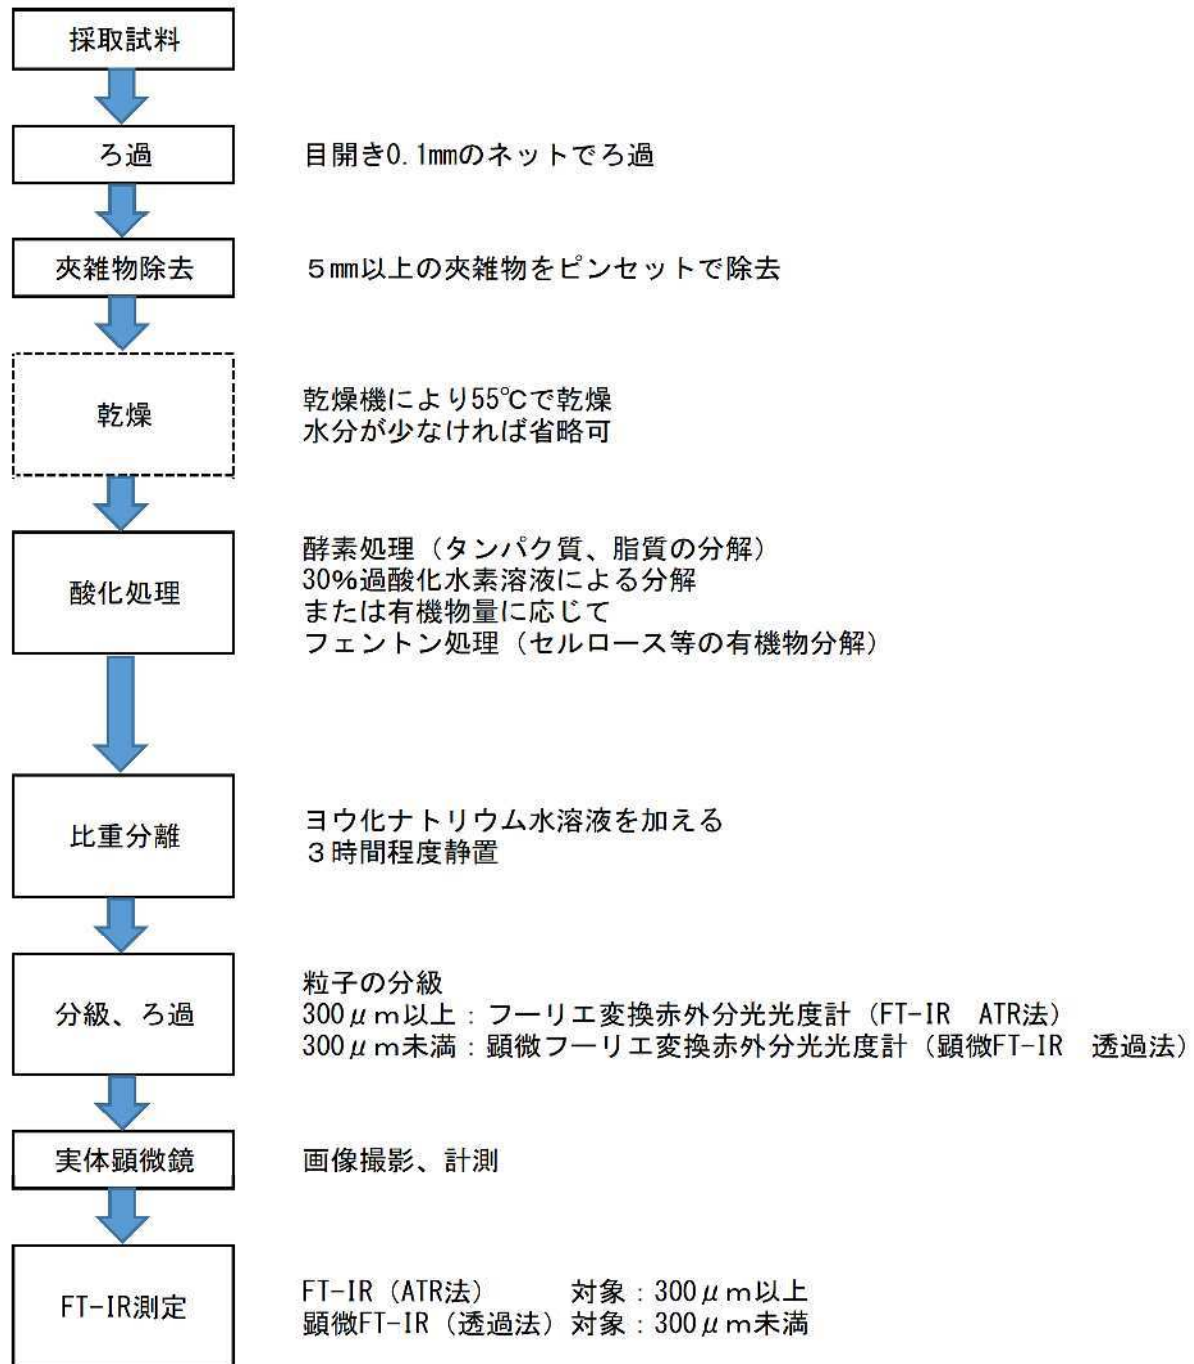 採取試料
ろ過
目開き0.1㎜のネットでろ過
夾雑物除去
５㎜以上の夾雑物をピンセットで除去
乾燥
乾燥機により55℃で乾燥
水分が少なければ省略可
酸化処理
酵素処理（タンパク質、脂質の分解）
30%過酸化水素溶液による分解
または有機物量に応じて
フェントン処理（セルロース等の有機物分解）
比重分離
ヨウ化ナトリウム水溶液を加える
３時間程度静置
分級、ろ過
粒子の分級
300μｍ以上：フーリエ変換赤外分光光度計（FT-IR　ATR法）
300μｍ未満：顕微フーリエ変換赤外分光光度計（顕微FT-IR　透過法）
実体顕微鏡
画像撮影、計測
FT-IR測定
FT-IR（ATR法）　　対象：300μｍ以上
顕微FT-IR（透過法）対象：300μｍ未満